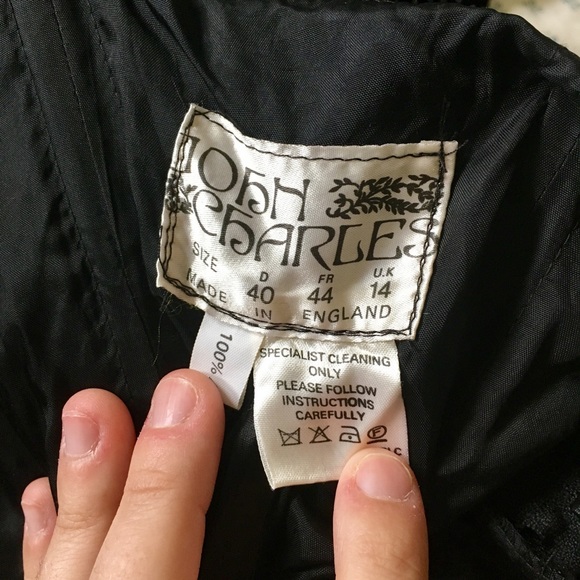 JOHN
CHARLES
SIZE D 40 FR 44 U.K 14
MADE IN ENGLAND
100%
SPECIALIST CLEANING
ONLY
PLEASE FOLLOW
INSTRUCTIONS
CAREFULLY